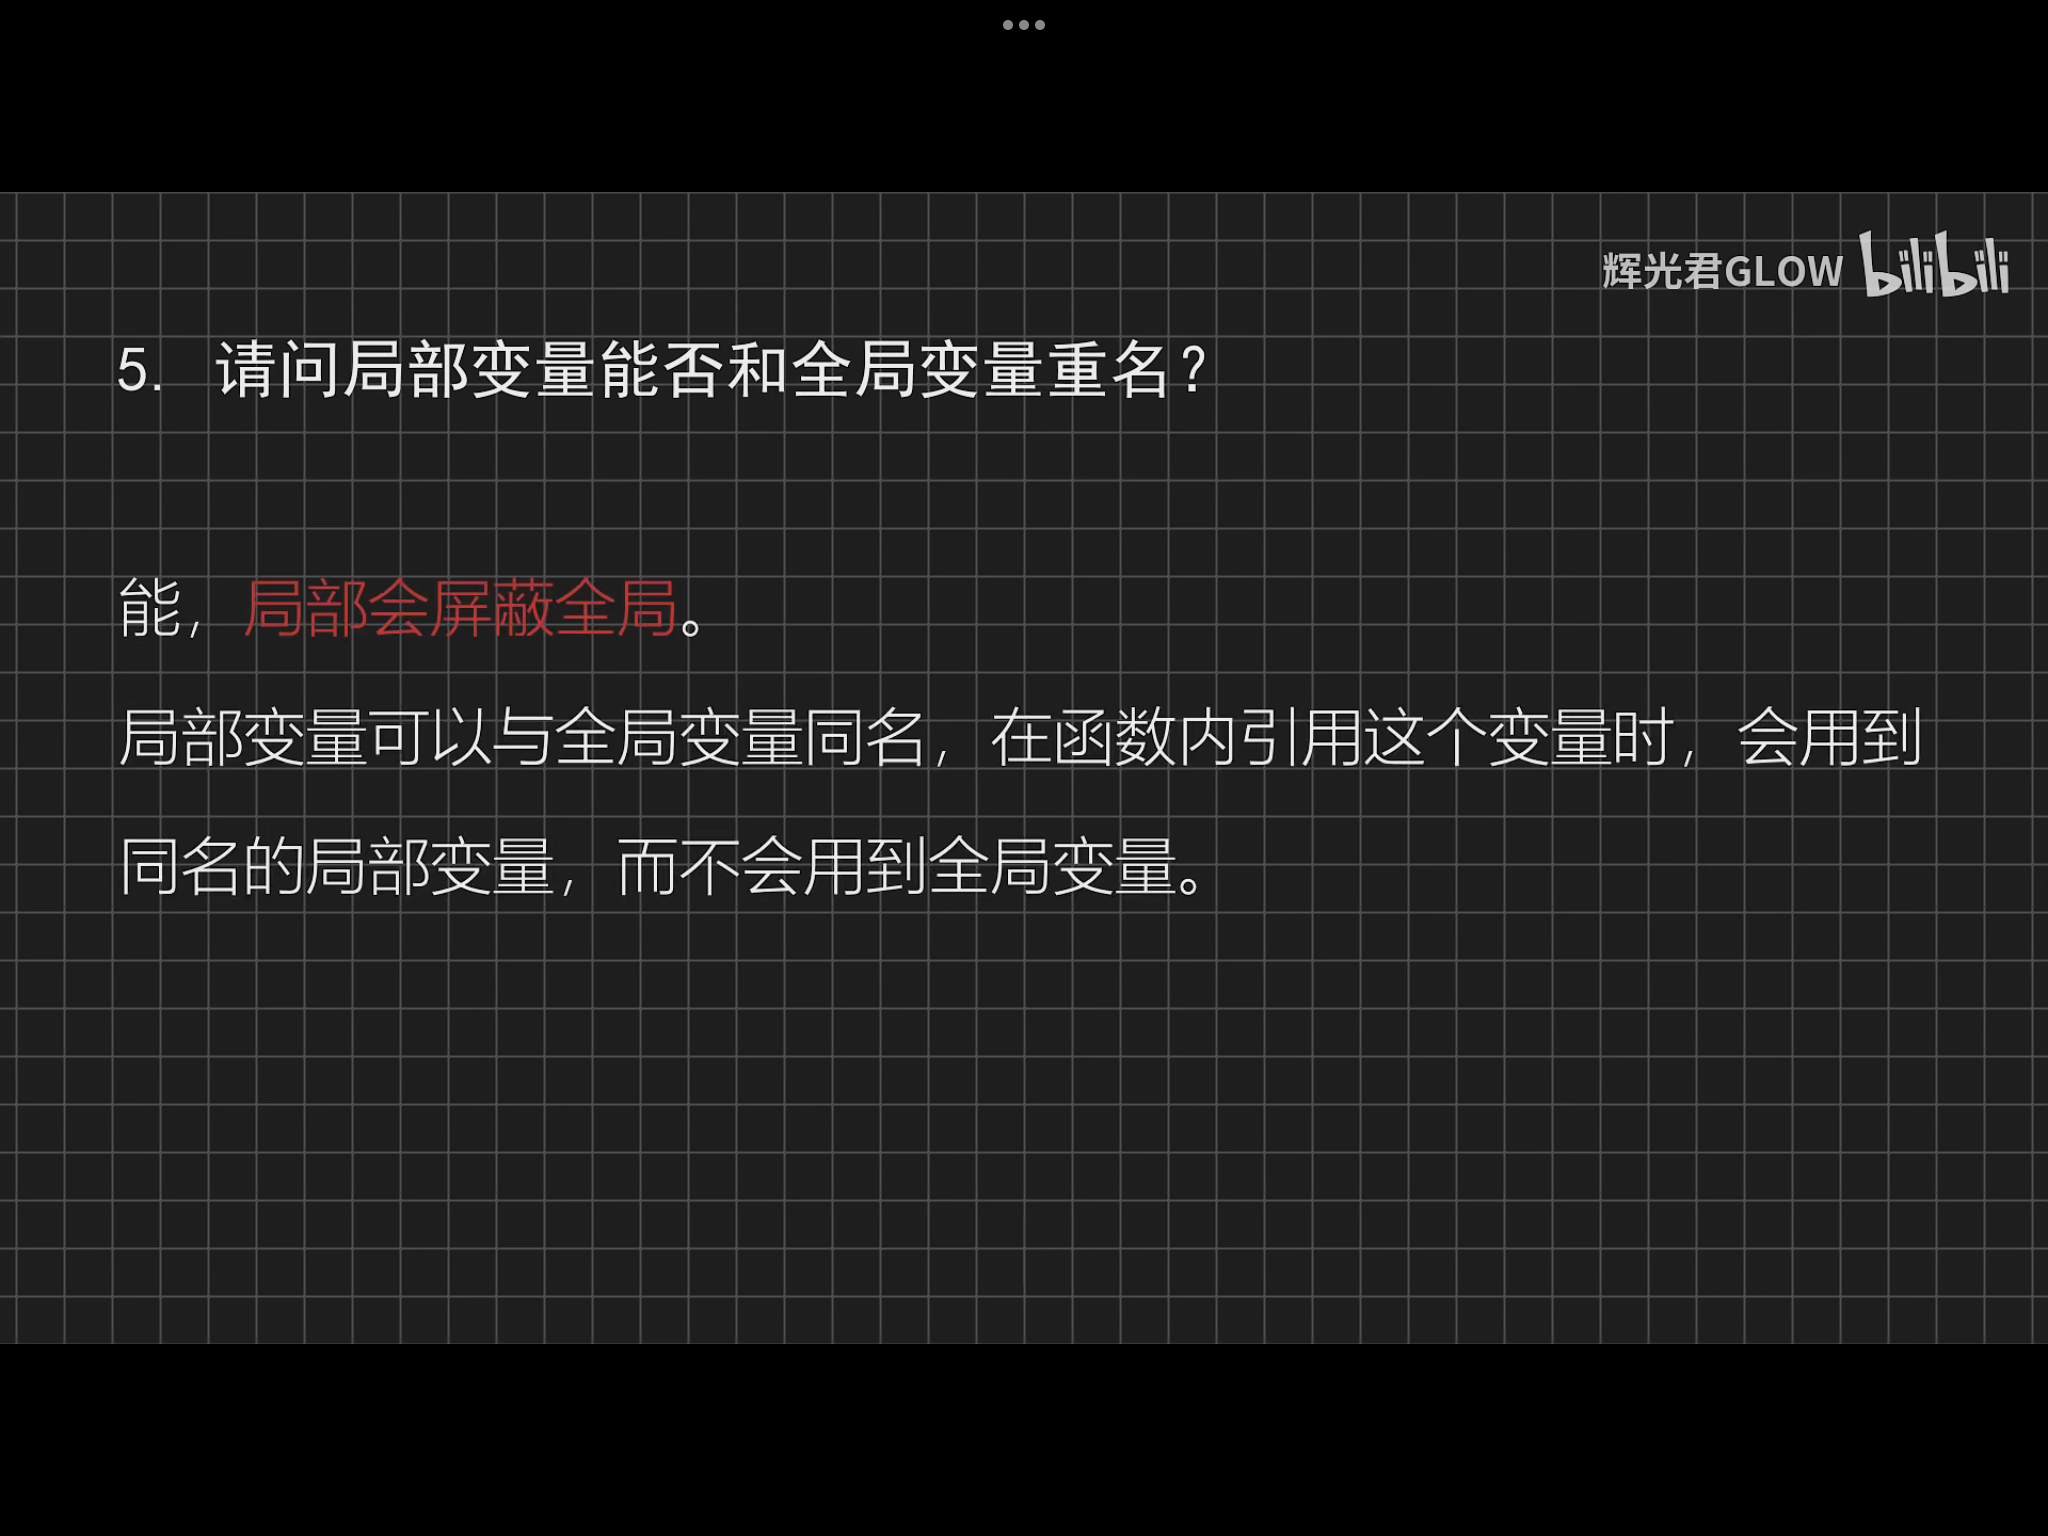 辉光君GLOW bilibili
5. 请问局部变量能否和全局变量重名？
能，局部会屏蔽全局。
局部变量可以与全局变量同名，在函数内引用这个变量时，会用到
同名的局部变量，而不会用到全局变量。